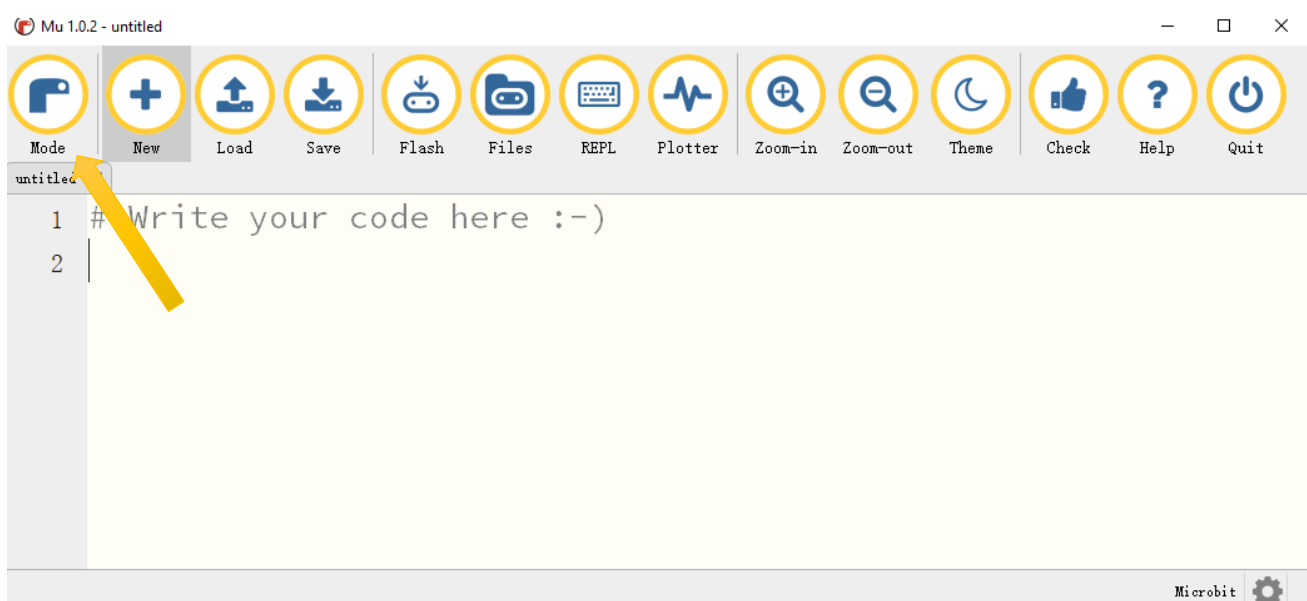 Mu 1.0.2 - untitled
Mode New Load Save Flash Files REPL Plotter Zoom-in Zoom-out Theme Check Help Quit
untitled
1 # Write your code here :-)
2
Microbit